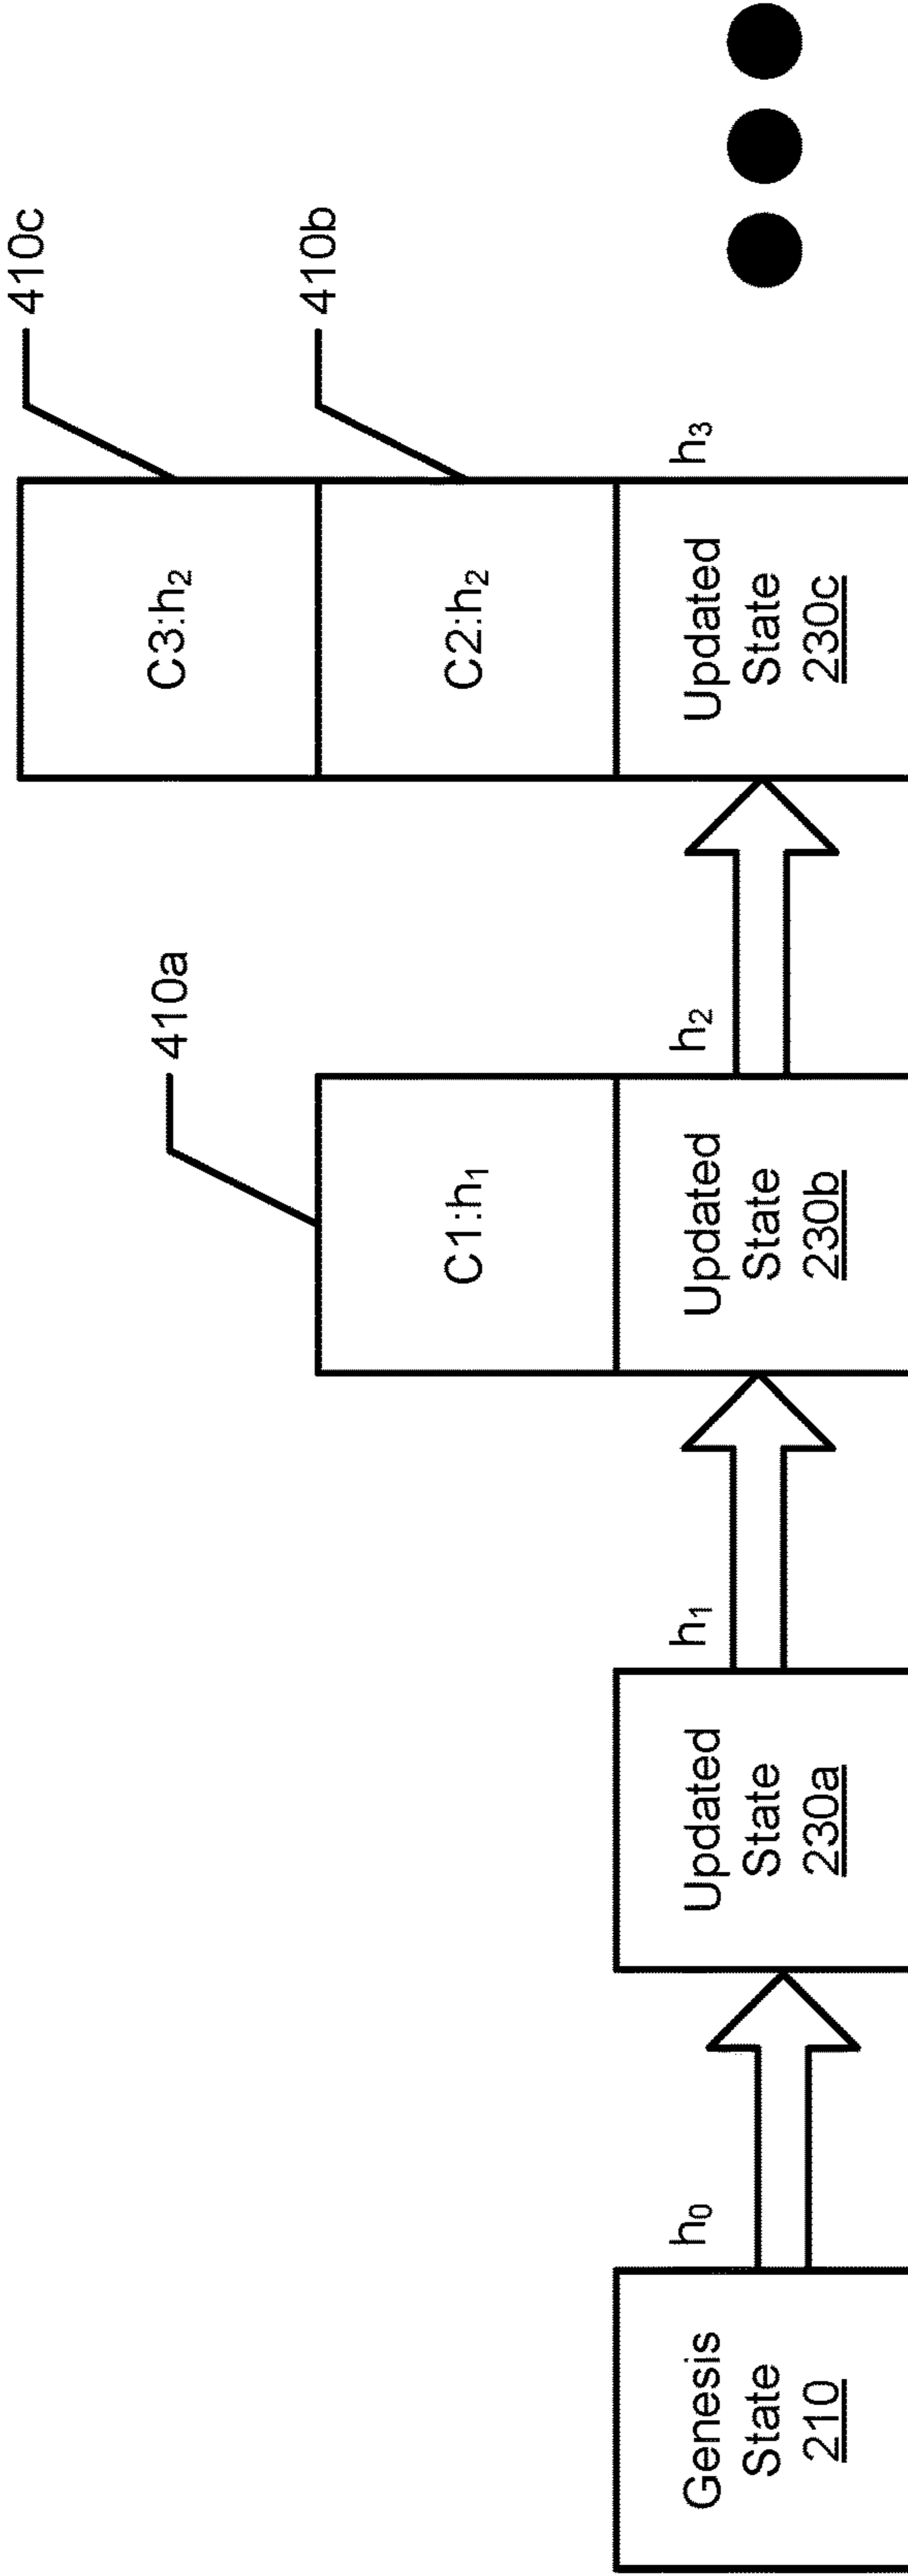 410c
C3:h₂
410b
C2:h₂
410a
C1:h₁
h₀
h₁
h₂
h₃
Genesis
State
210
Updated
State
230a
Updated
State
230b
Updated
State
230c